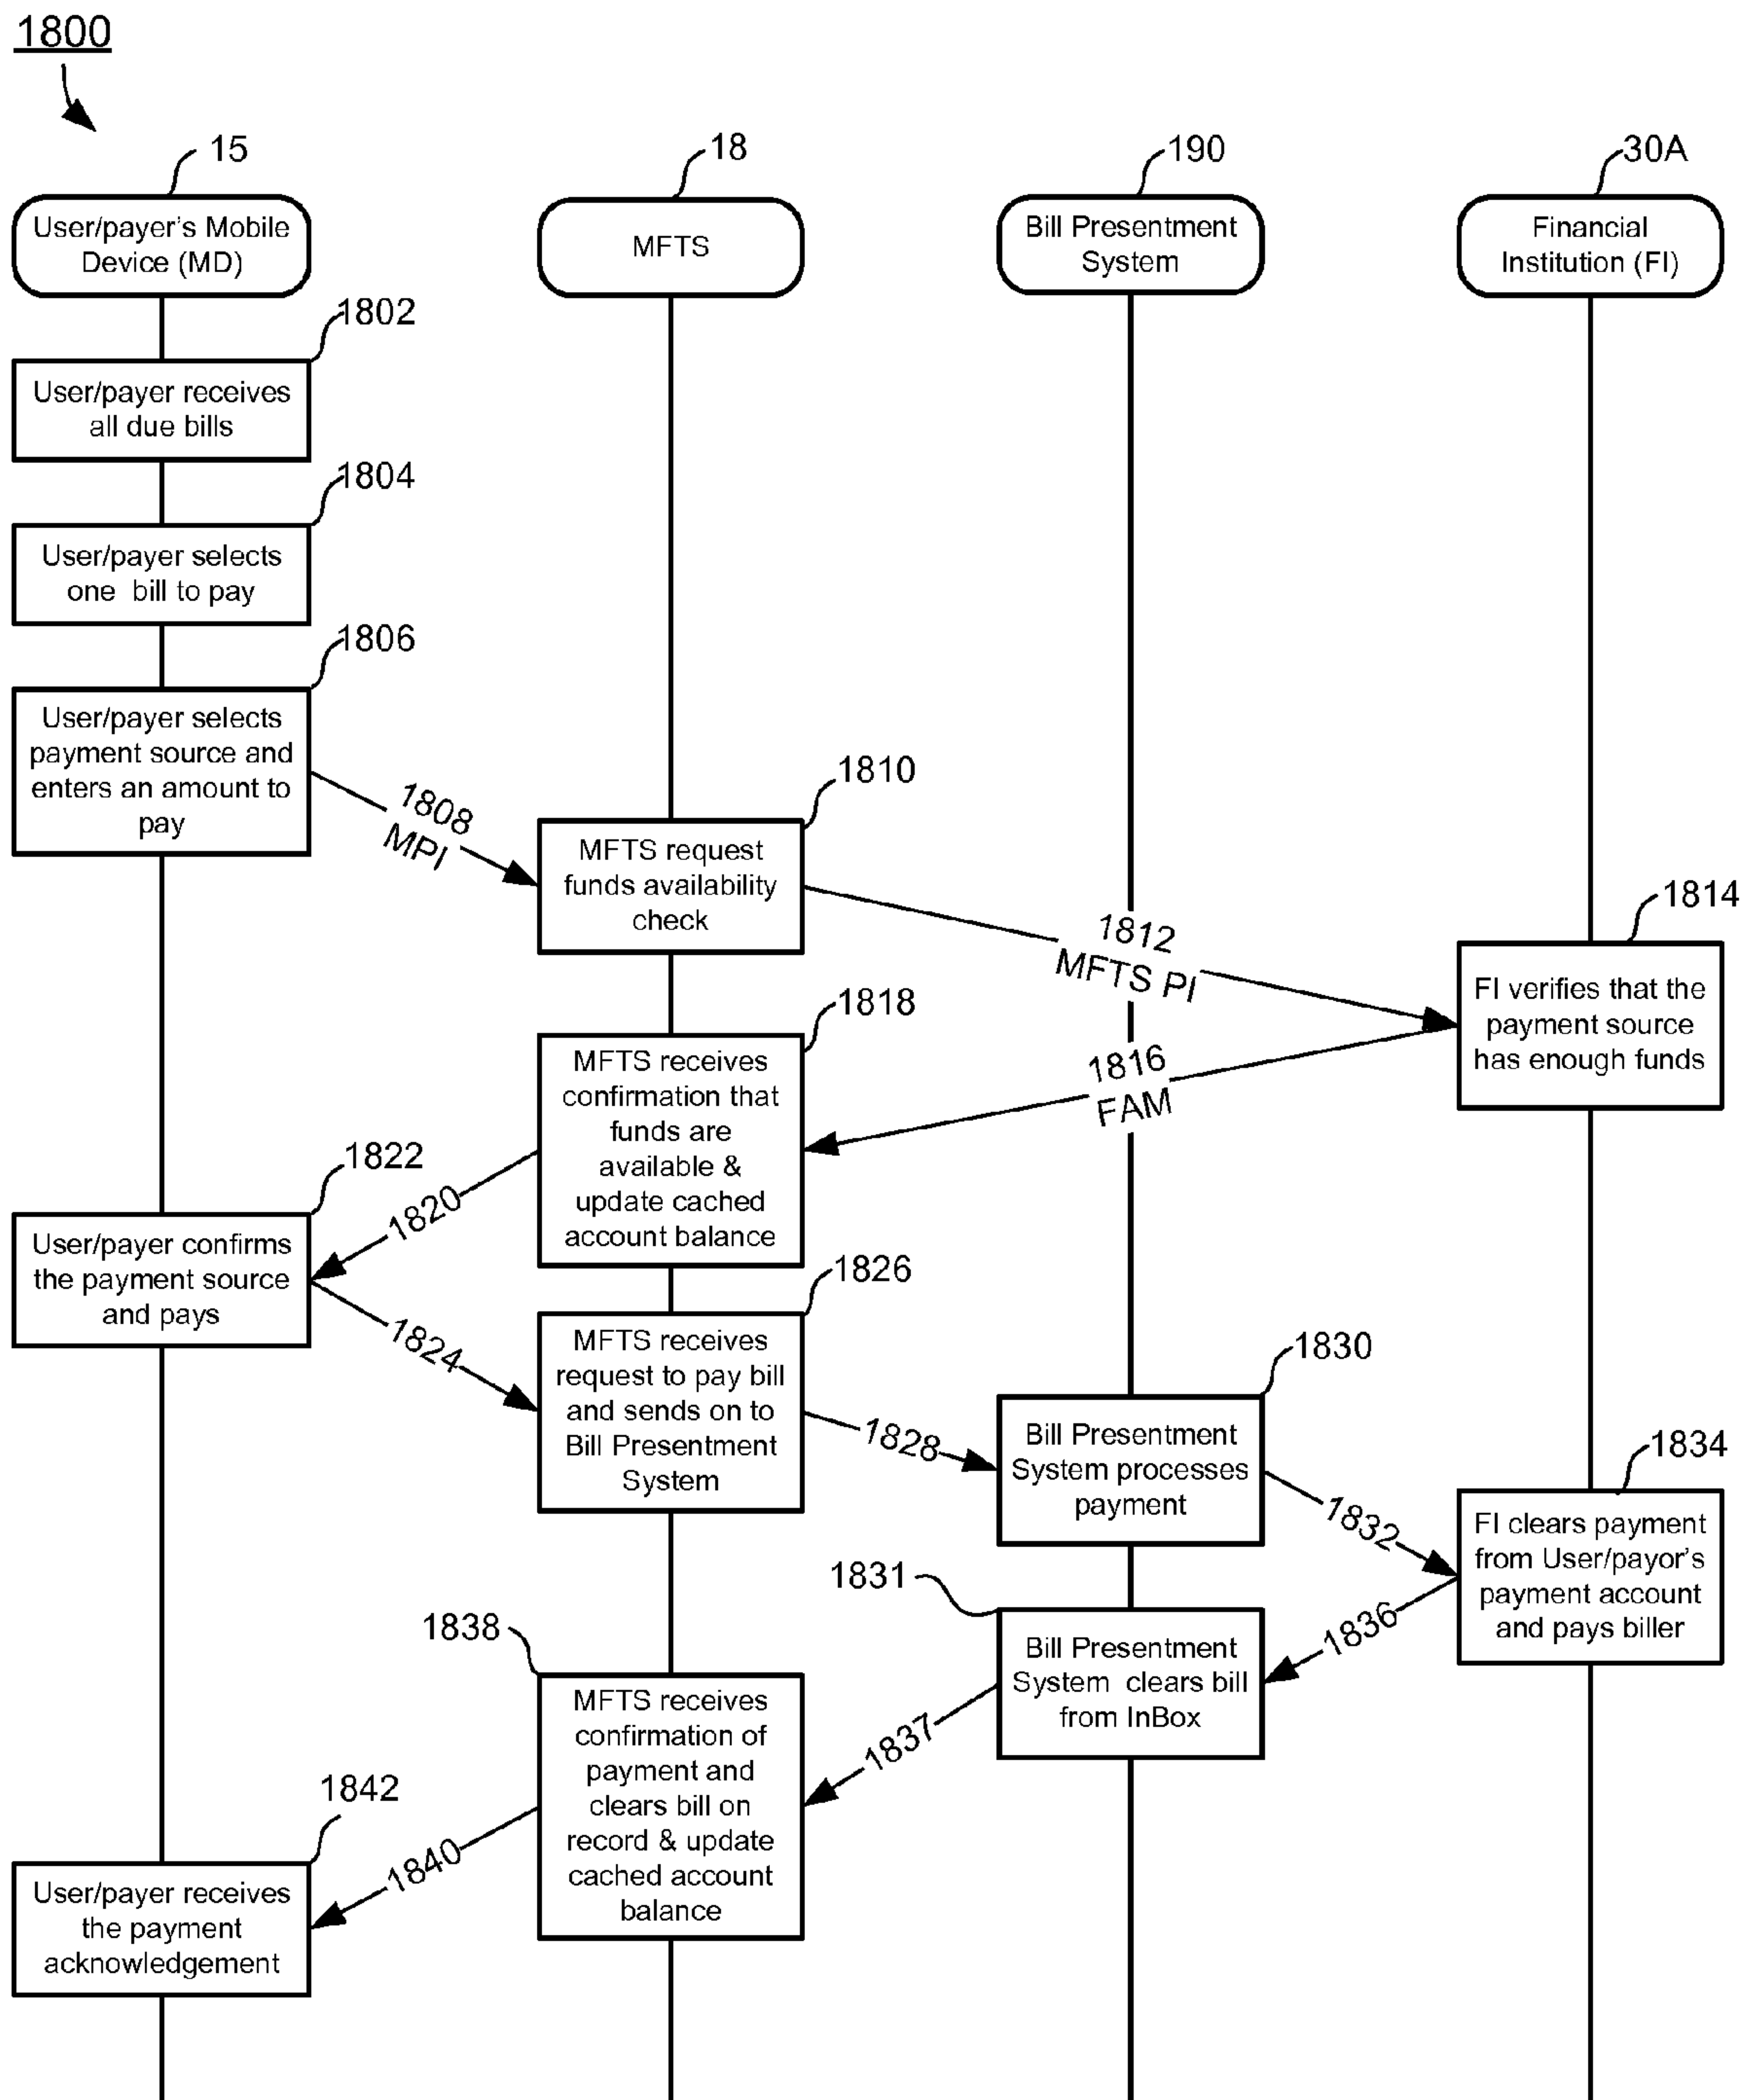 1800
15
18
190
30A
User/payer's Mobile
Device (MD)
MFTS
Bill Presentment
System
Financial
Institution (FI)
1802
User/payer receives
all due bills
1804
User/payer selects
one bill to pay
1806
User/payer selects
payment source and
enters an amount to
pay
1808
MPI
1810
MFTS request
funds availability
check
1812
MFTS PI
1814
FI verifies that the
payment source
has enough funds
1816
FAM
1818
MFTS receives
confirmation that
funds are
available &
update cached
account balance
1820
1822
User/payer confirms
the payment source
and pays
1824
1826
MFTS receives
request to pay bill
and sends on to
Bill Presentment
System
1828
1830
Bill Presentment
System processes
payment
1832
1834
FI clears payment
from User/payor's
payment account
and pays biller
1836
1831
Bill Presentment
System clears bill
from InBox
1837
1838
MFTS receives
confirmation of
payment and
clears bill on
record & update
cached account
balance
1840
1842
User/payer receives
the payment
acknowledgement